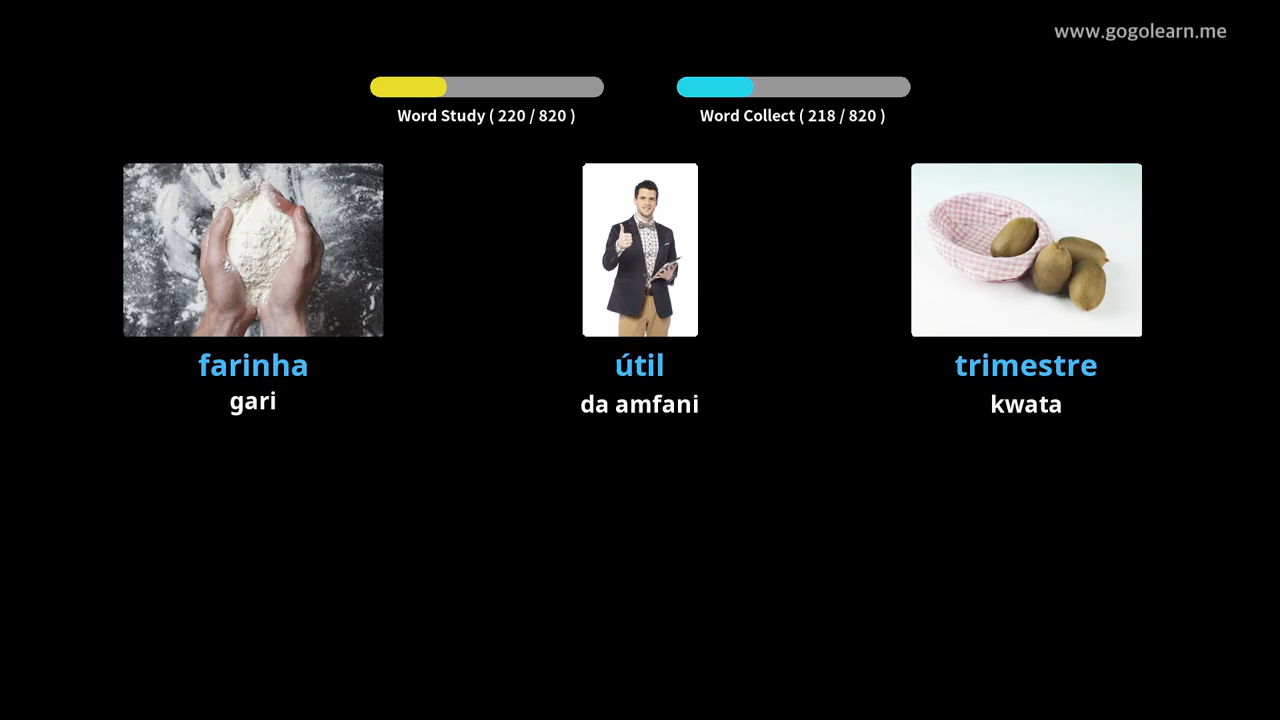 www.gogolearn.me
Word Study ( 220 / 820 )
Word Collect ( 218 / 820 )
farinha
gari
útil
da amfani
trimestre
kwata